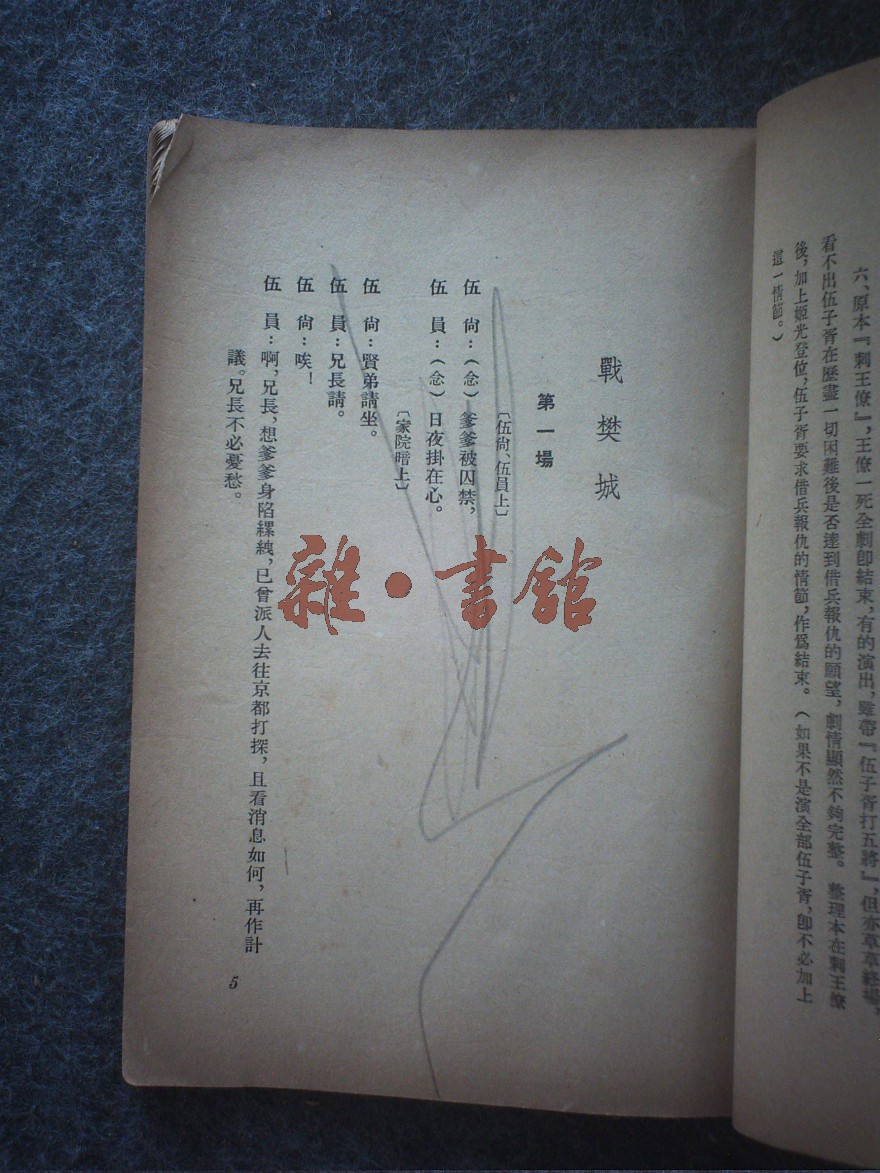 六、原本『刺王僚』，王僚一死全劇卽結束，有的演出，雖帶『伍子胥打五將』，但亦草草終場，
看不出伍子胥在歷盡一切困難後是否達到借兵報仇的願望，劇情顯然不夠完整。整理本在刺王僚
後，加上姬光登位，伍子胥要求借兵報仇的情節，作爲結束。（如果不是演全部伍子胥，卽不必加上
這一情節。）
戰樊城
第一場
〔伍尙、伍員上〕
伍　尙：（念）爹爹被囚禁，
伍　員：（念）日夜掛在心。
〔家院暗上〕
伍　尙：賢弟請坐。
伍　員：兄長請。
伍　尙：唉！
伍　員：啊，兄長，想爹爹身陷縲絏，已曾派人去往京都打探，且看消息如何，再作計
議。兄長不必憂愁。
5
雜·書館